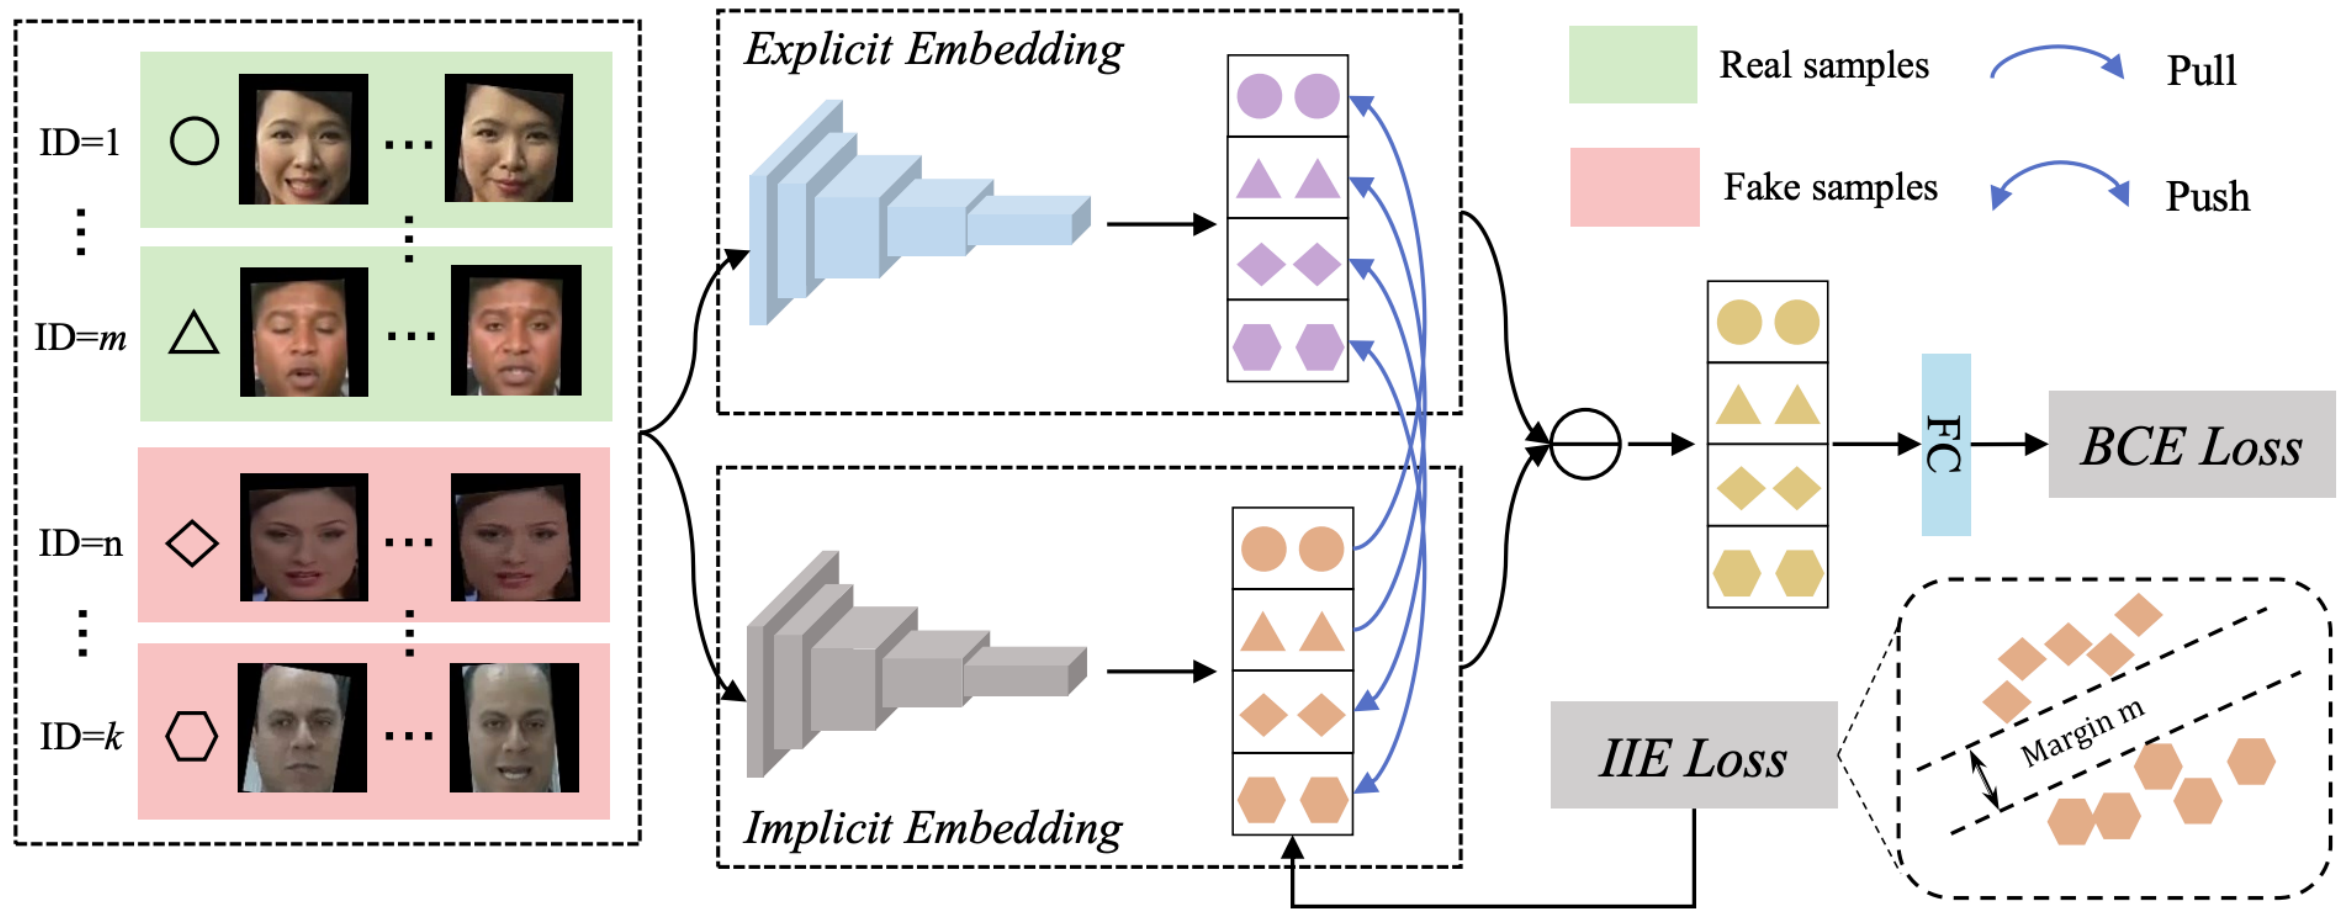 ID=1
ID=m
ID=n
ID=k
Explicit Embedding
Implicit Embedding
Real samples
Pull
Fake samples
Push
FC
BCE Loss
IIE Loss
Margin m